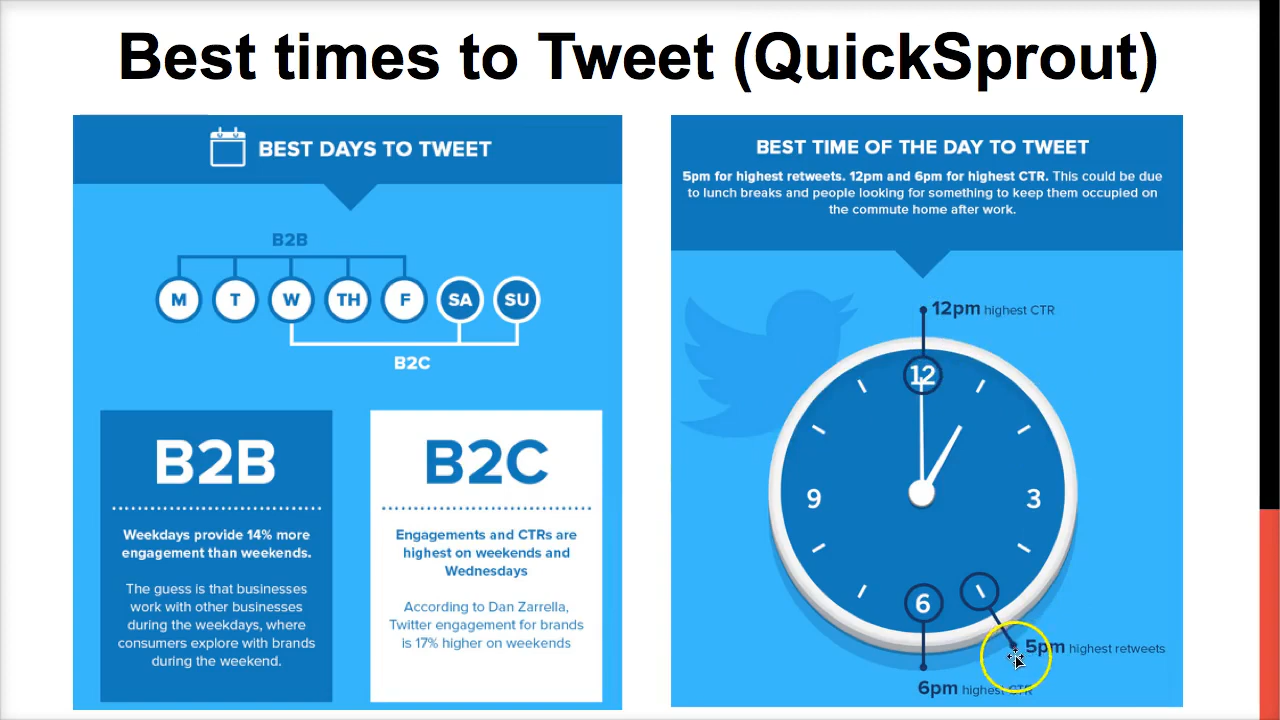 Best times to Tweet (QuickSprout)
BEST DAYS TO TWEET
B2B
M T W TH F SA SU
B2C
B2B
Weekdays provide 14% more
engagement than weekends.
The guess is that businesses
work with other businesses
during the weekdays, where
consumers explore with brands
during the weekend.
B2C
Engagements and CTRs are
highest on weekends and
Wednesdays
According to Dan Zarrella,
Twitter engagement for brands
is 17% higher on weekends
BEST TIME OF THE DAY TO TWEET
5pm for highest retweets. 12pm and 6pm for highest CTR. This could be due
to lunch breaks and people looking for something to keep them occupied on
the commute home after work.
12pm highest CTR
12
9 3
6
5pm highest retweets
6pm highest CTR